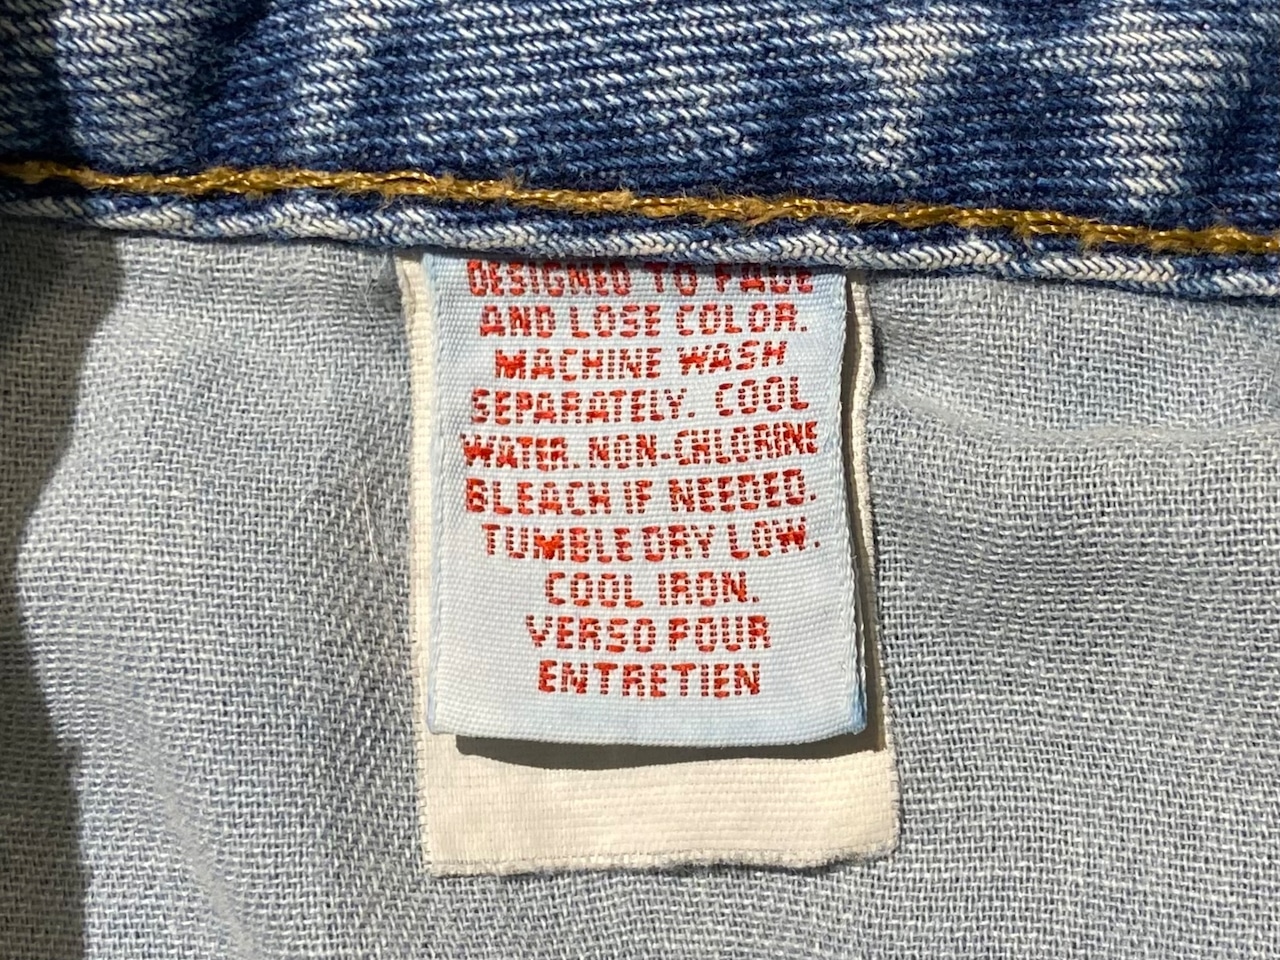 DESIGNED TO FADE
AND LOSE COLOR.
MACHINE WASH
SEPARATELY. COOL
WATER. NON-CHLORINE
BLEACH IF NEEDED.
TUMBLE DRY LOW.
COOL IRON.
VERSO POUR
ENTRETIEN